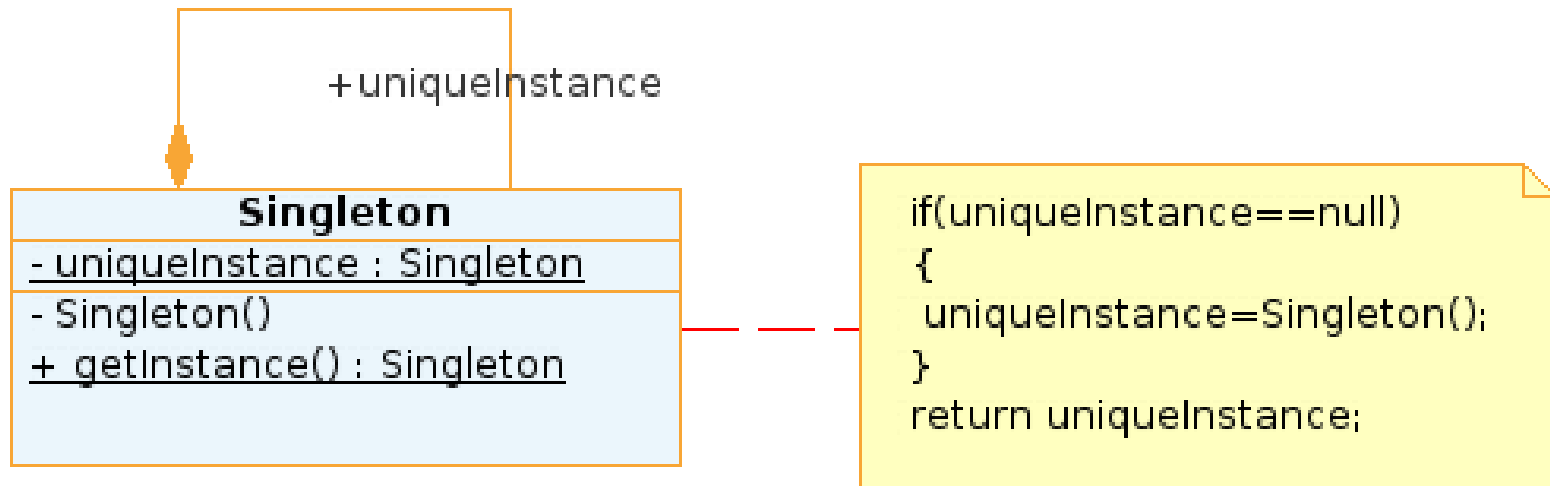 +uniqueInstance
Singleton
- uniqueInstance : Singleton
- Singleton()
+ getInstance() : Singleton
if(uniqueInstance==null)
{
uniqueInstance=Singleton();
}
return uniqueInstance;